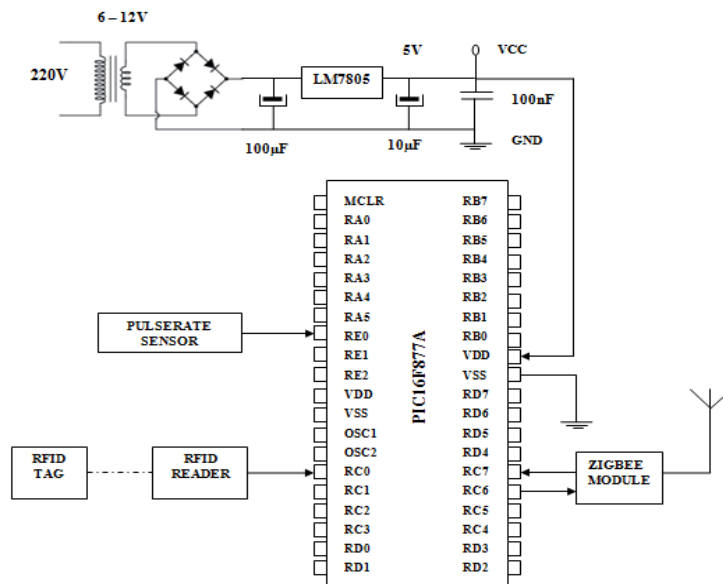 6 – 12V
220V
LM7805
5V
VCC
100nF
100µF
10µF
GND
MCLR RB7
RA0 RB6
RA1 RB5
RA2 RB4
RA3 RB3
RA4 RB2
RA5 RB1
RE0 RB0
RE1 VDD
RE2 VSS
VDD RD7
VSS RD6
OSC1 RD5
OSC2 RD4
RC0 RC7
RC1 RC6
RC2 RC5
RC3 RC4
RD0 RD3
RD1 RD2
PIC16F877A
PULSERATE
SENSOR
RFID
TAG
RFID
READER
ZIGBEE
MODULE